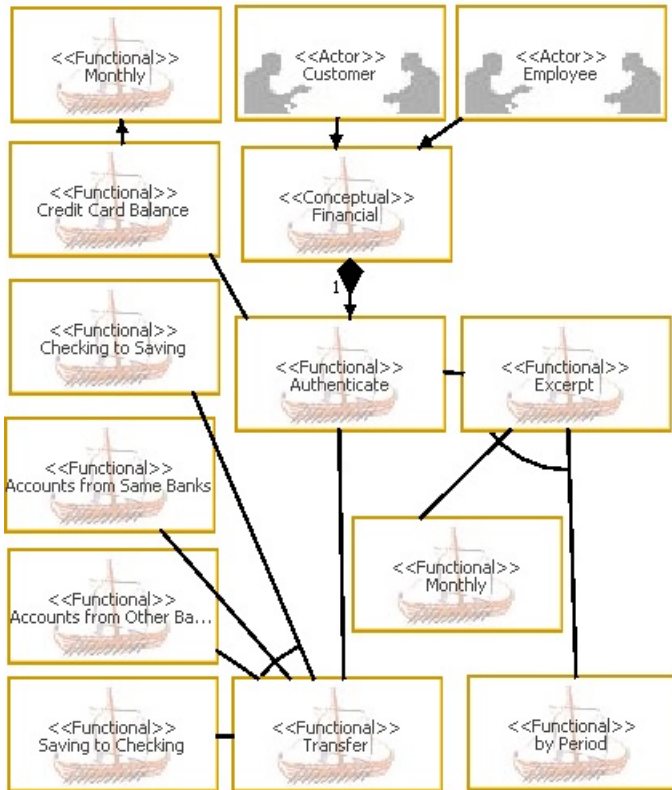 <<Functional>>
Monthly
<<Actor>>
Customer
<<Actor>>
Employee
<<Functional>>
Credit Card Balance
<<Conceptual>>
Financial
1
<<Functional>>
Checking to Saving
<<Functional>>
Authenticate
<<Functional>>
Excerpt
<<Functional>>
Accounts from Same Banks
<<Functional>>
Monthly
<<Functional>>
Accounts from Other Ba...
<<Functional>>
Saving to Checking
<<Functional>>
Transfer
<<Functional>>
by Period